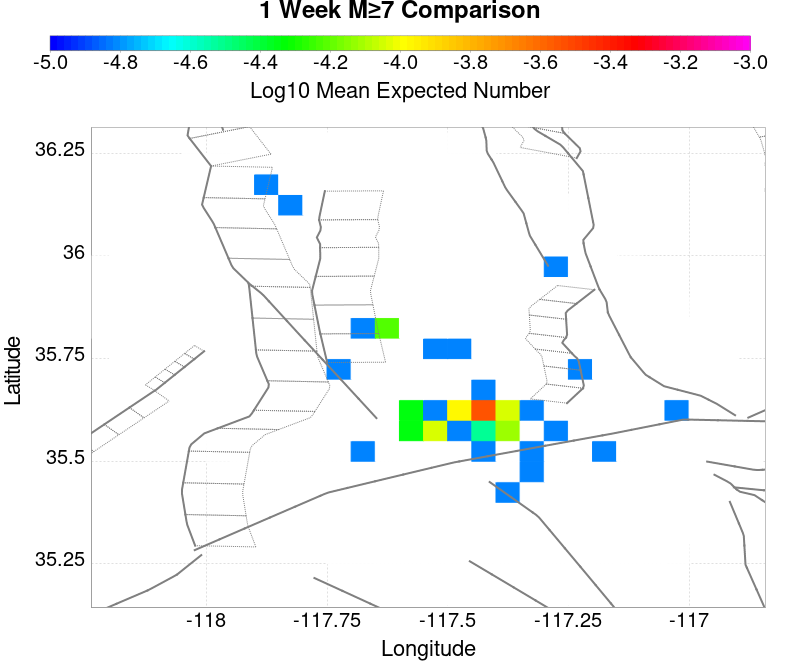 1 Week M≥7 Comparison
-5.0 -4.8 -4.6 -4.4 -4.2 -4.0 -3.8 -3.6 -3.4 -3.2 -3.0
Log10 Mean Expected Number
36.25
36
35.75
35.5
35.25
Latitude
-118 -117.75 -117.5 -117.25 -117
Longitude